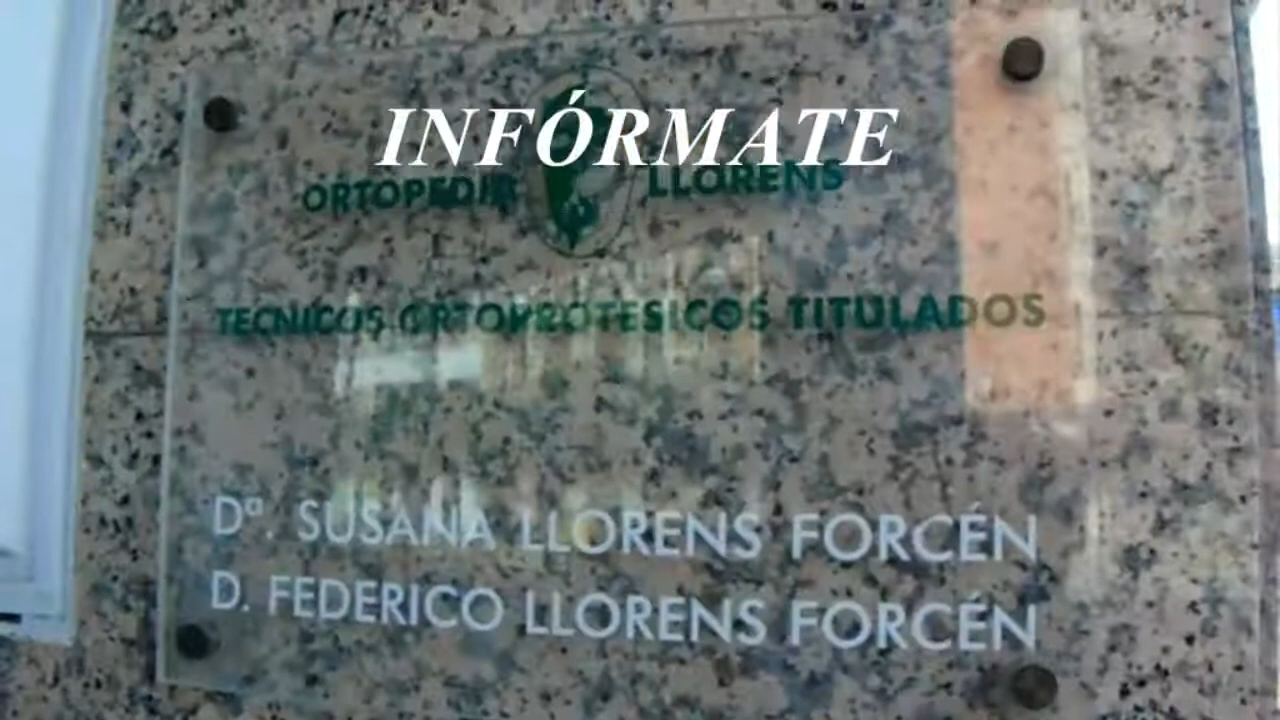 INFÓRMATE
ORTOPEDIA LLORENS
TECNICOS ORTOPROTESICOS TITULADOS
Dª. SUSANA LLORENS FORCÉN
D. FEDERICO LLORENS FORCÉN